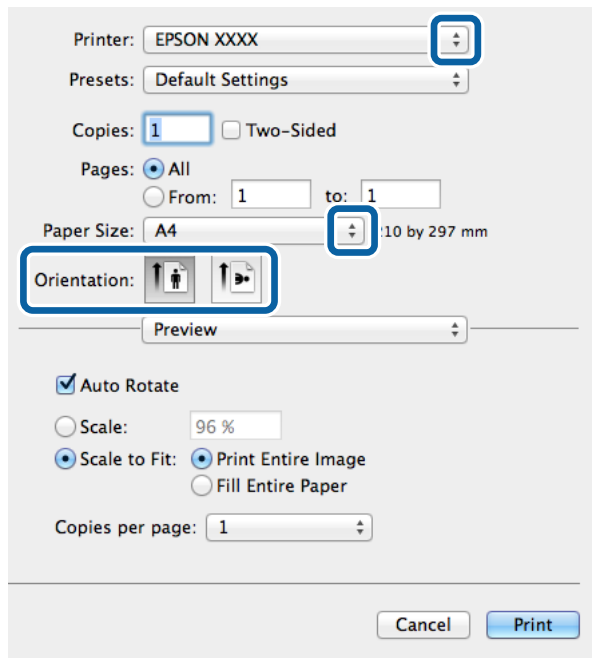 Printer: EPSON XXXX
Presets: Default Settings
Copies: 1 Two-Sided
Pages: All
From: 1 to: 1
Paper Size: A4 10 by 297 mm
Orientation:
Preview
Auto Rotate
Scale: 96 %
Scale to Fit: Print Entire Image
Fill Entire Paper
Copies per page: 1
Cancel Print